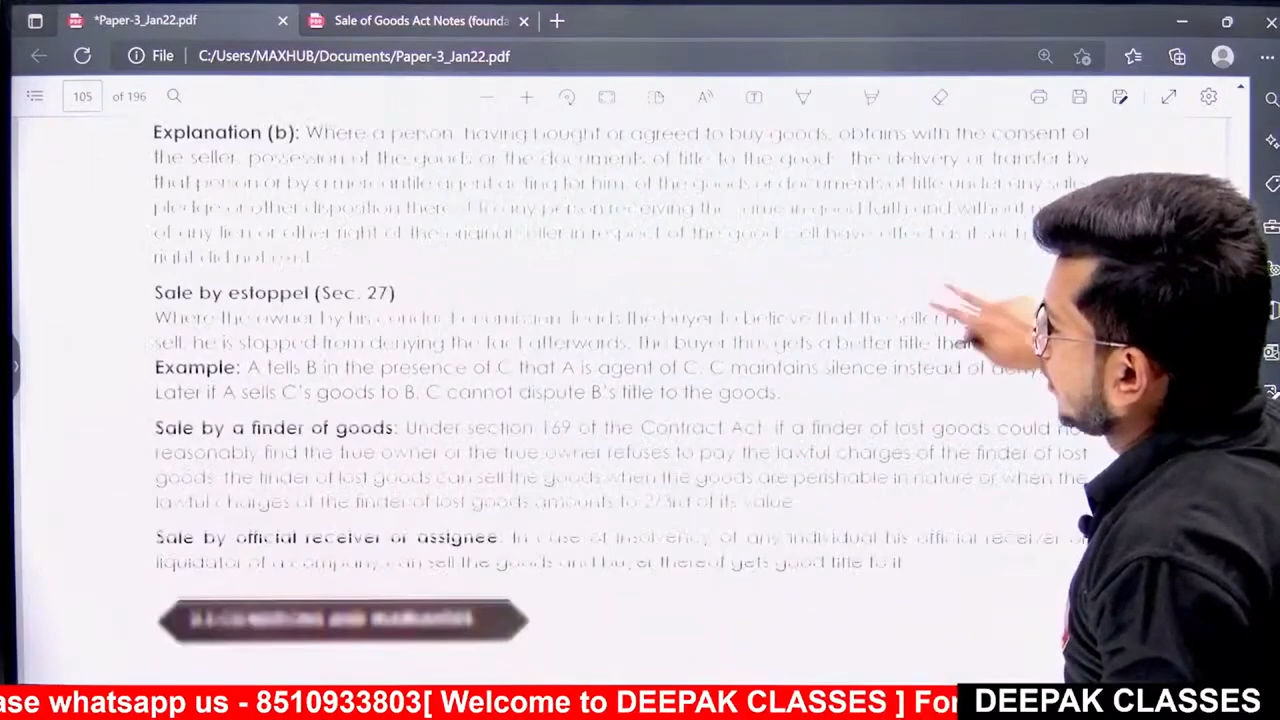 *Paper-3_Jan22.pdf
Sale of Goods Act Notes (founda
File
C:/Users/MAXHUB/Documents/Paper-3_Jan22.pdf
105 of 196
Explanation (b): Where a person having bought or agreed to buy goods, obtains with the consent of
the seller, possession of the goods or the documents of title to the goods, the delivery or transfer by
that person or by a mercantile agent acting for him, of the goods or documents of title under any sale,
pledge or other disposition thereof to any person receiving the same in good faith and without
of any lien or other right of the original seller in respect of the goods shall have effect as if such
right did not exist.
Sale by estoppel (Sec. 27)
Where the owner by his conduct or omission, leads the buyer to believe that the seller
sell, he is stopped from denying the fact afterwards. The buyer thus gets a better title than
Example: A tells B in the presence of C that A is agent of C. C maintains silence instead of
Later if A sells C's goods to B, C cannot dispute B's title to the goods.
Sale by a finder of goods: Under section 169 of the Contract Act, if a finder of lost goods could
reasonably find the true owner or the true owner refuses to pay the lawful charges of the finder of lost
goods, the finder of lost goods can sell the goods when the goods are perishable in nature or when the
lawful charges of the finder of lost goods amounts to 2/3rd of its value.
Sale by official receiver or assignee: In case of insolvency of any individual his official receiver or
liquidator of a company can sell the goods and buyer thereof gets good title to it.
CONDITIONS AND WARRANTIES
ase whatsapp us - 8510933803[ Welcome to DEEPAK CLASSES ] For
DEEPAK CLASSES